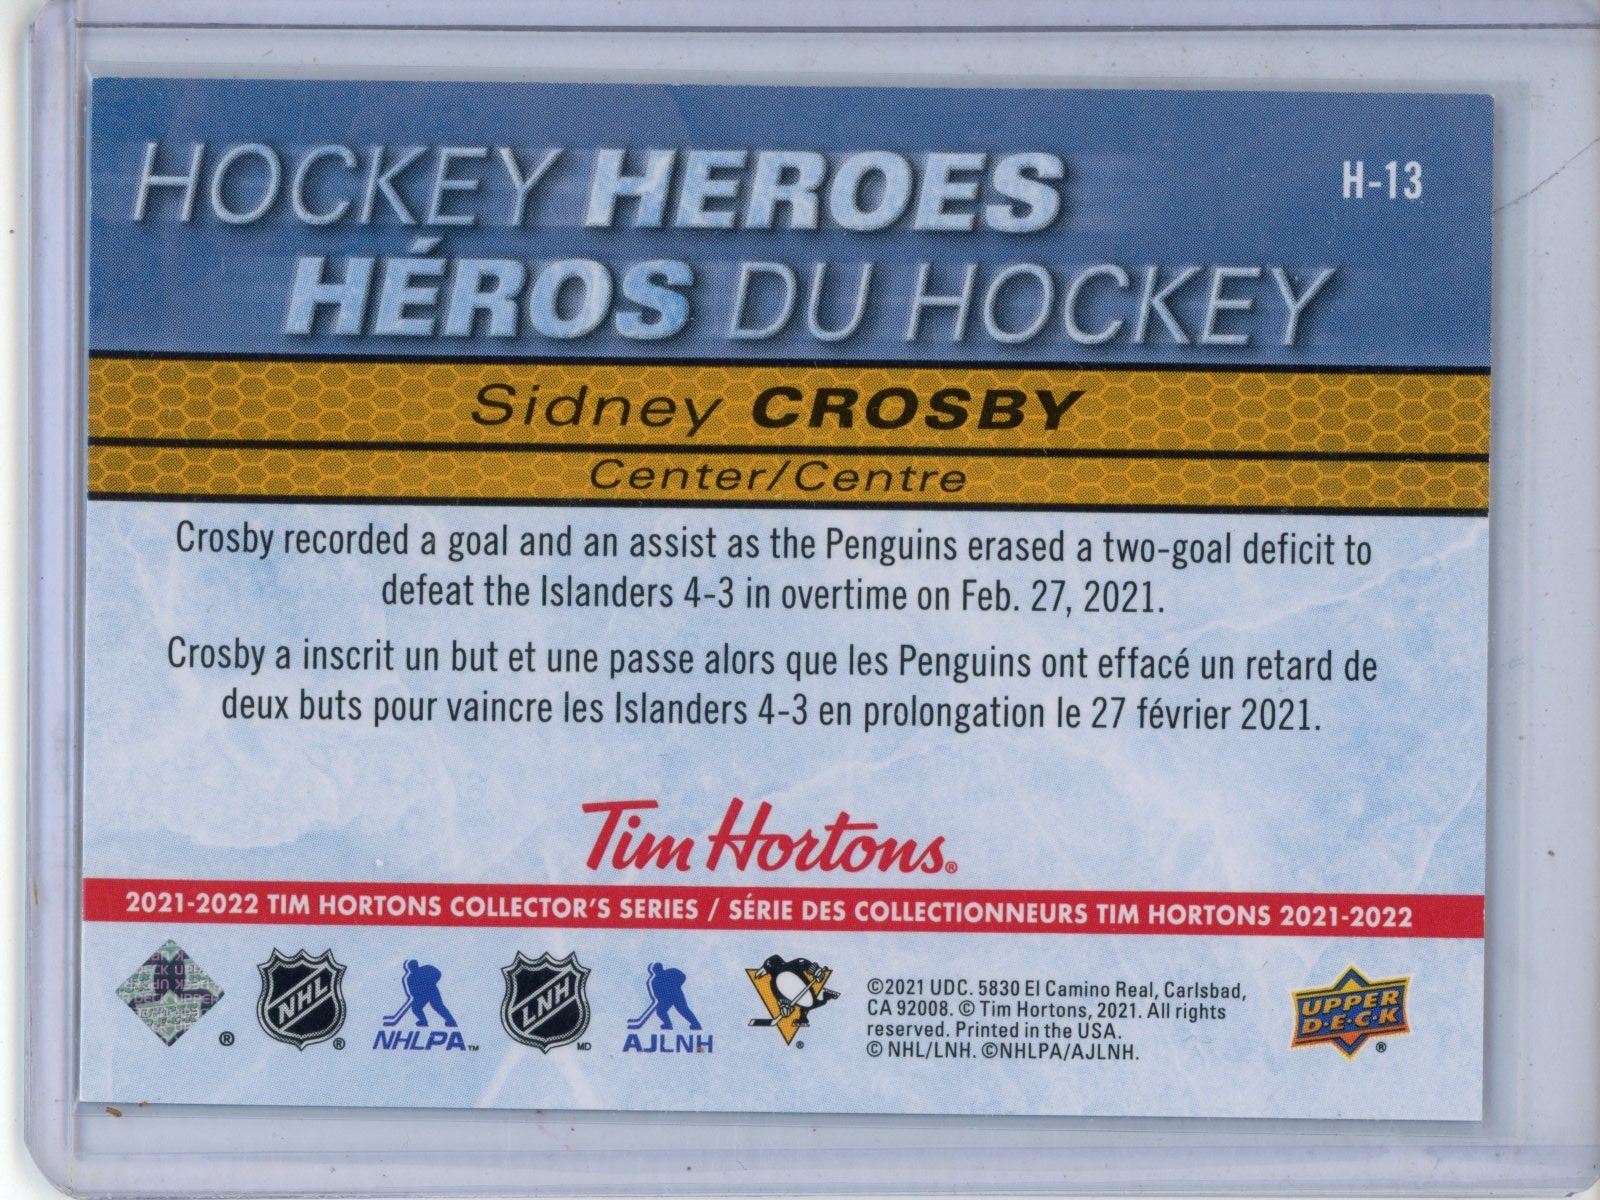 HOCKEY HEROES
H-13
HÉROS DU HOCKEY
Sidney CROSBY
Center/Centre
Crosby recorded a goal and an assist as the Penguins erased a two-goal deficit to
defeat the Islanders 4-3 in overtime on Feb. 27, 2021.
Crosby a inscrit un but et une passe alors que les Penguins ont effacé un retard de
deux buts pour vaincre les Islanders 4-3 en prolongation le 27 février 2021.
Tim Hortons®
2021-2022 TIM HORTONS COLLECTOR'S SERIES / SÉRIE DES COLLECTIONNEURS TIM HORTONS 2021-2022
®
NHL ®
NHLPA™
LNH MD
AJLNH
®
©2021 UDC. 5830 El Camino Real, Carlsbad,
CA 92008. © Tim Hortons, 2021. All rights
reserved. Printed in the USA.
© NHL/LNH. ©NHLPA/AJLNH.
UPPER
D·E·C·K ®